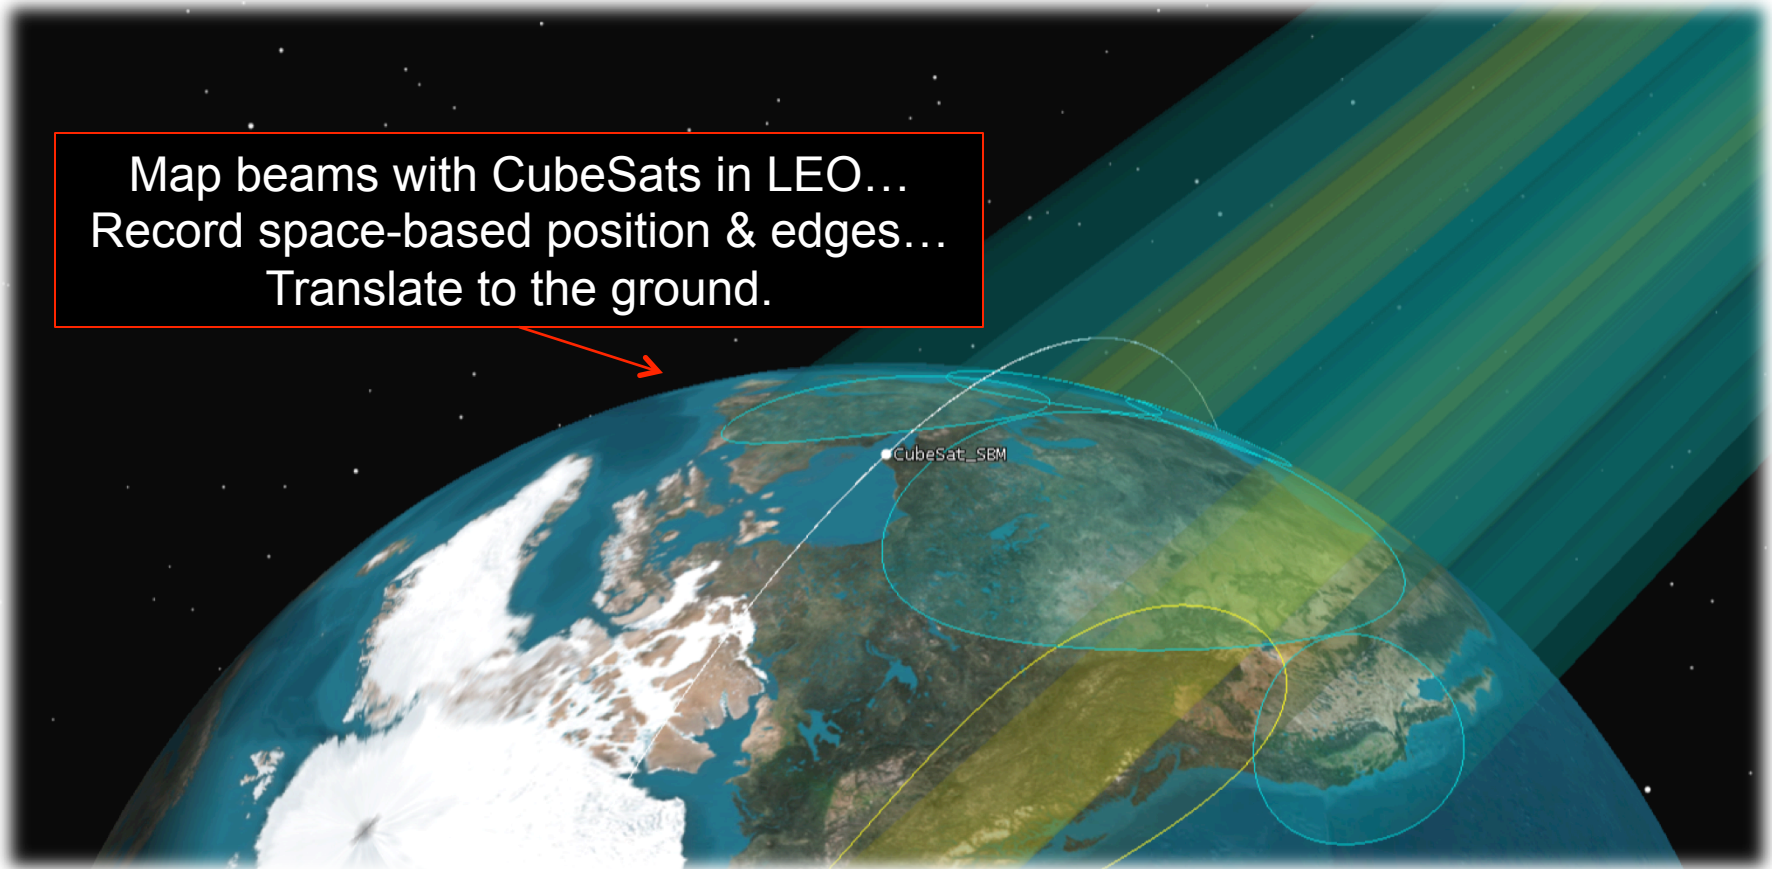 Map beams with CubeSats in LEO…
Record space-based position & edges…
Translate to the ground.
CubeSat_SBM